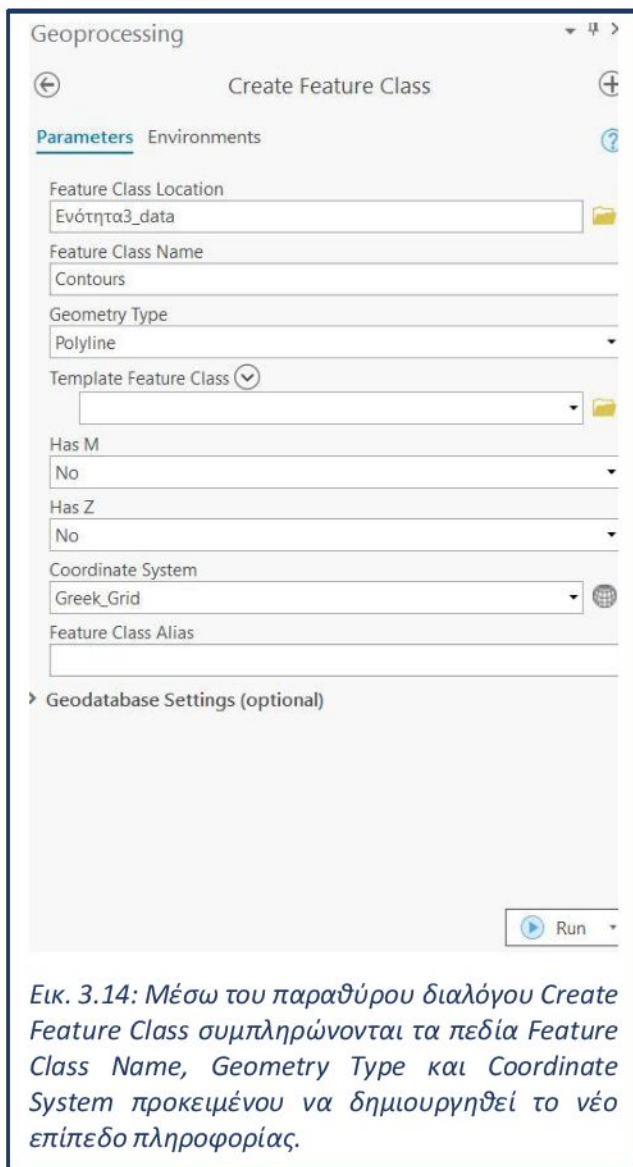 Geoprocessing
Create Feature Class
Parameters Environments
Feature Class Location
Ενότητα3_data
Feature Class Name
Contours
Geometry Type
Polyline
Template Feature Class
Has M
No
Has Z
No
Coordinate System
Greek_Grid
Feature Class Alias
Geodatabase Settings (optional)
Run
Εικ. 3.14: Μέσω του παραθύρου διαλόγου Create
Feature Class συμπληρώνονται τα πεδία Feature
Class Name, Geometry Type και Coordinate
System προκειμένου να δημιουργηθεί το νέο
επίπεδο πληροφορίας.